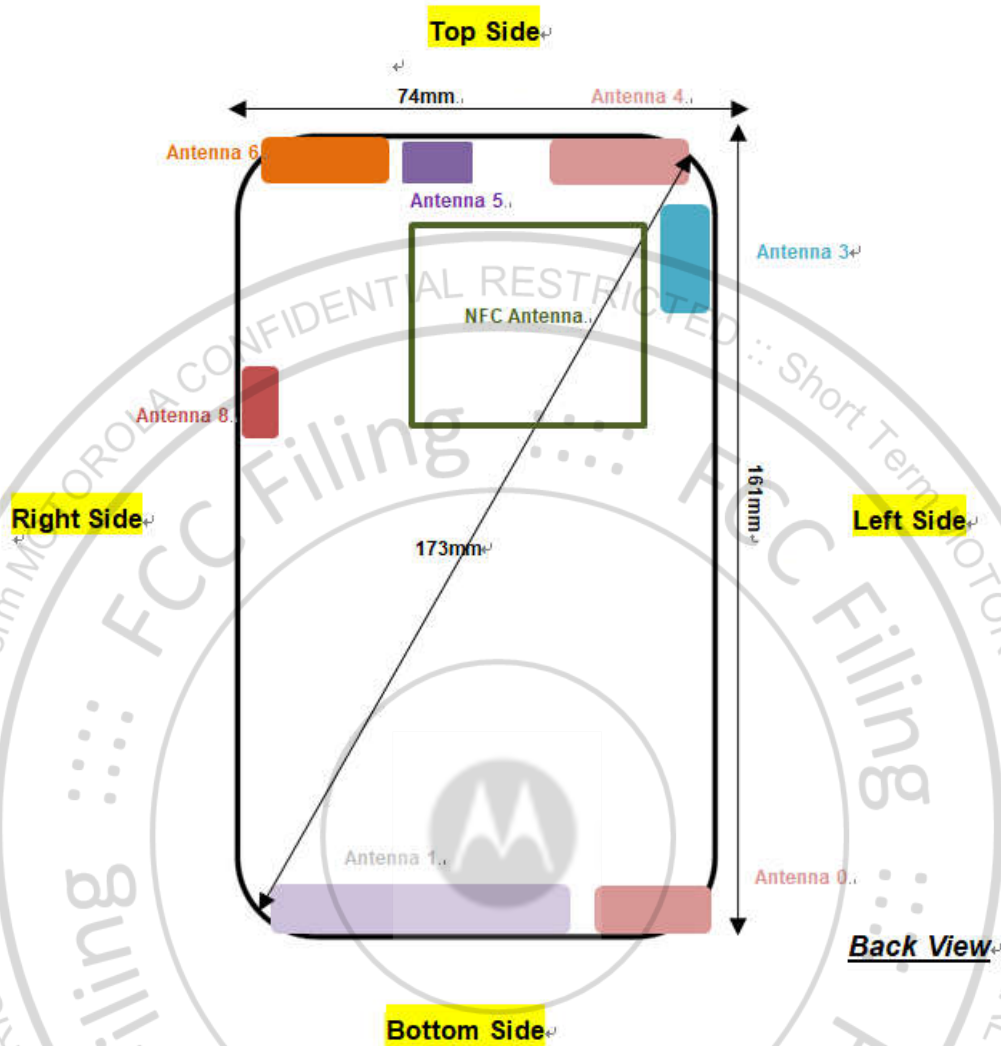 Top Side
74mm
Antenna 4
Antenna 6
Antenna 5
Antenna 3
NFC Antenna
Antenna 8
161mm
Right Side
Left Side
173mm
Antenna 1
Antenna 0
Back View
Bottom Side
MOTOROLA CONFIDENTIAL RESTRICTED :: Short Term MOTOR
FCC Filing :::: FCC Filing